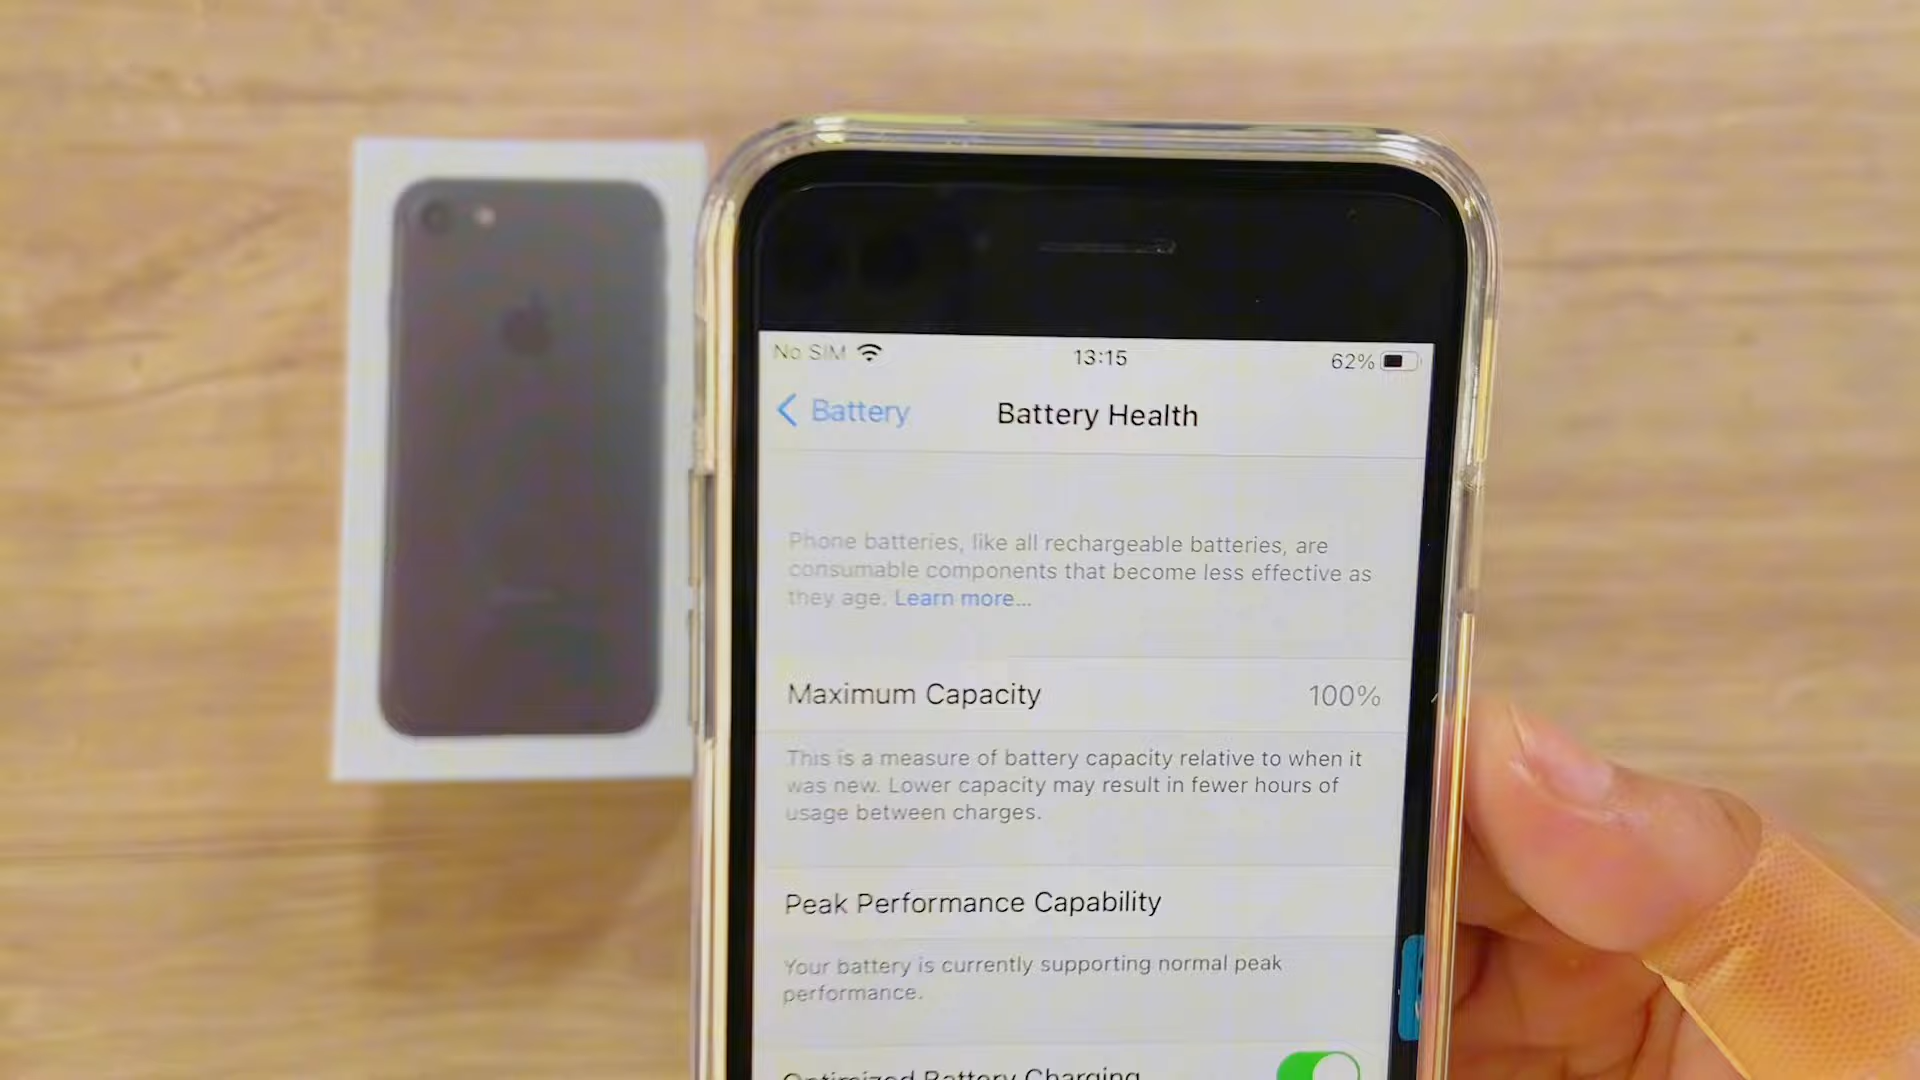 No SIM
13:15
62%
Battery
Battery Health
Phone batteries, like all rechargeable batteries, are
consumable components that become less effective as
they age. Learn more...
Maximum Capacity
100%
This is a measure of battery capacity relative to when it
was new. Lower capacity may result in fewer hours of
usage between charges.
Peak Performance Capability
Your battery is currently supporting normal peak
performance.
Optimized Battery Charging